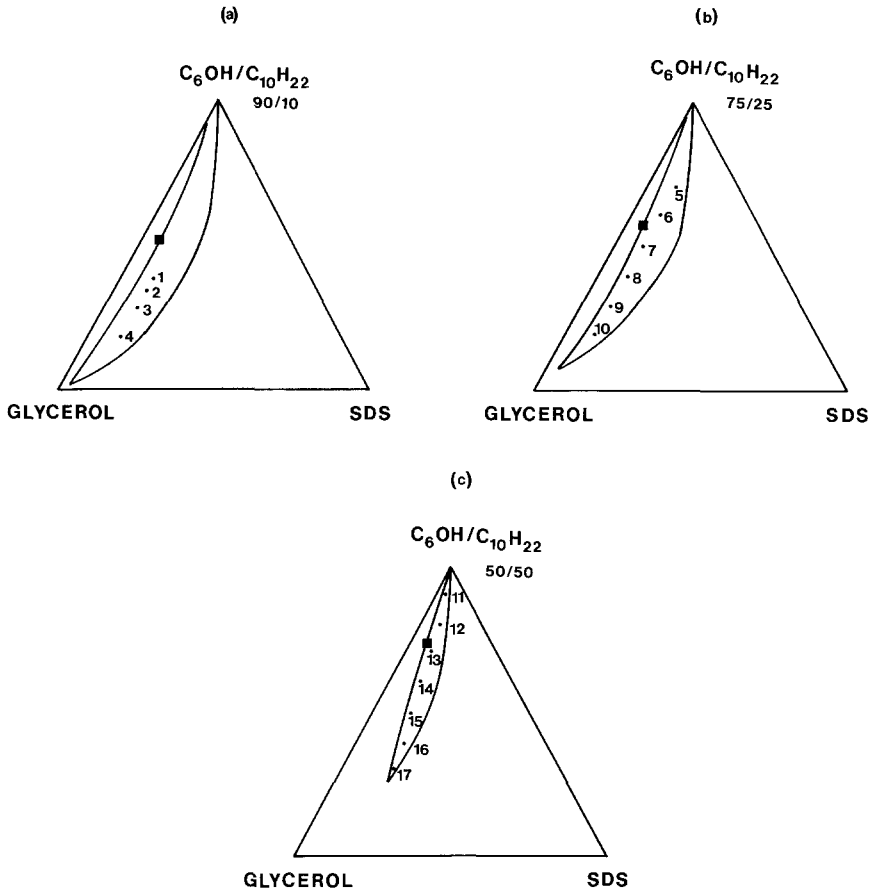 (a)
C₆OH/C₁₀H₂₂
90/10
1
2
3
4
GLYCEROL SDS
(b)
C₆OH/C₁₀H₂₂
75/25
5
6
7
8
9
10
GLYCEROL SDS
(c)
C₆OH/C₁₀H₂₂
50/50
11
12
13
14
15
16
17
GLYCEROL SDS